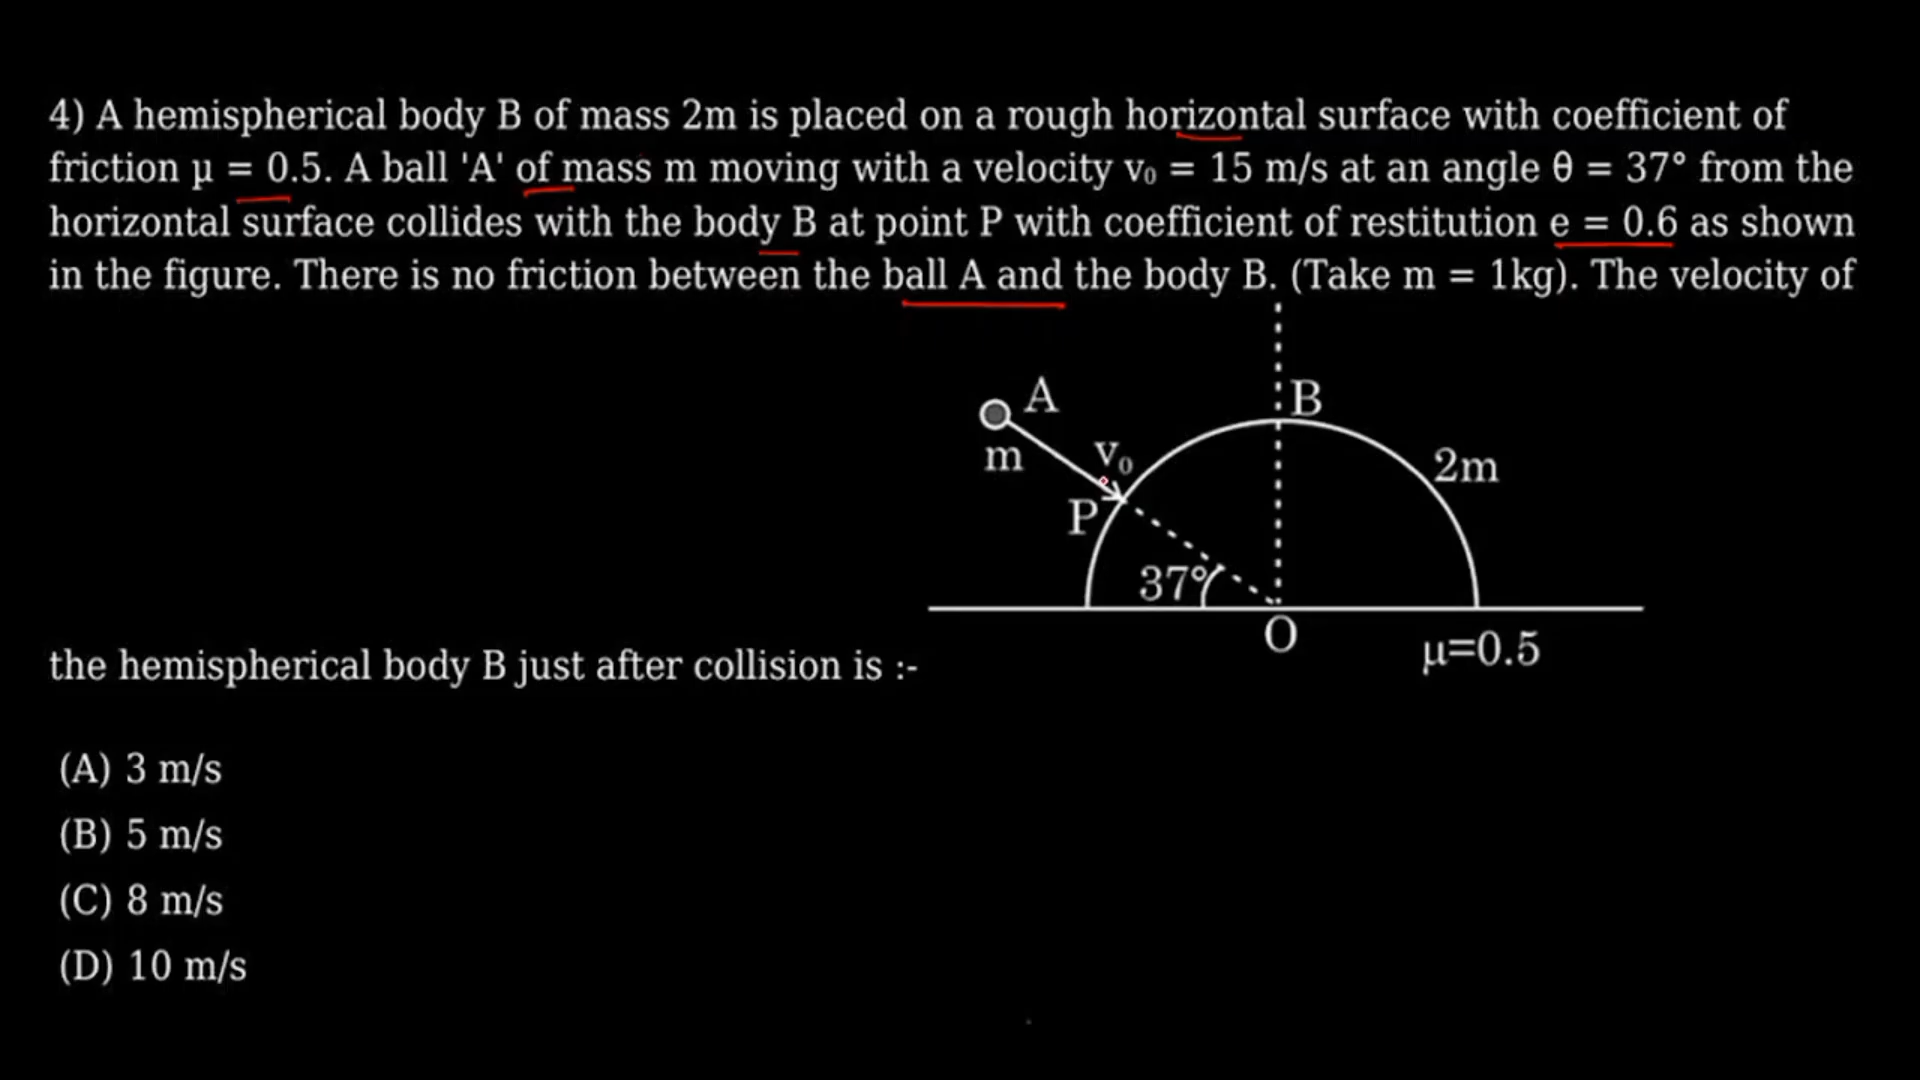 4) A hemispherical body B of mass 2m is placed on a rough horizontal surface with coefficient of
friction μ = 0.5. A ball 'A' of mass m moving with a velocity v₀ = 15 m/s at an angle θ = 37° from the
horizontal surface collides with the body B at point P with coefficient of restitution e = 0.6 as shown
in the figure. There is no friction between the ball A and the body B. (Take m = 1kg). The velocity of
A
B
m
v₀
2m
P
37°
O
μ=0.5
the hemispherical body B just after collision is :-
(A) 3 m/s
(B) 5 m/s
(C) 8 m/s
(D) 10 m/s